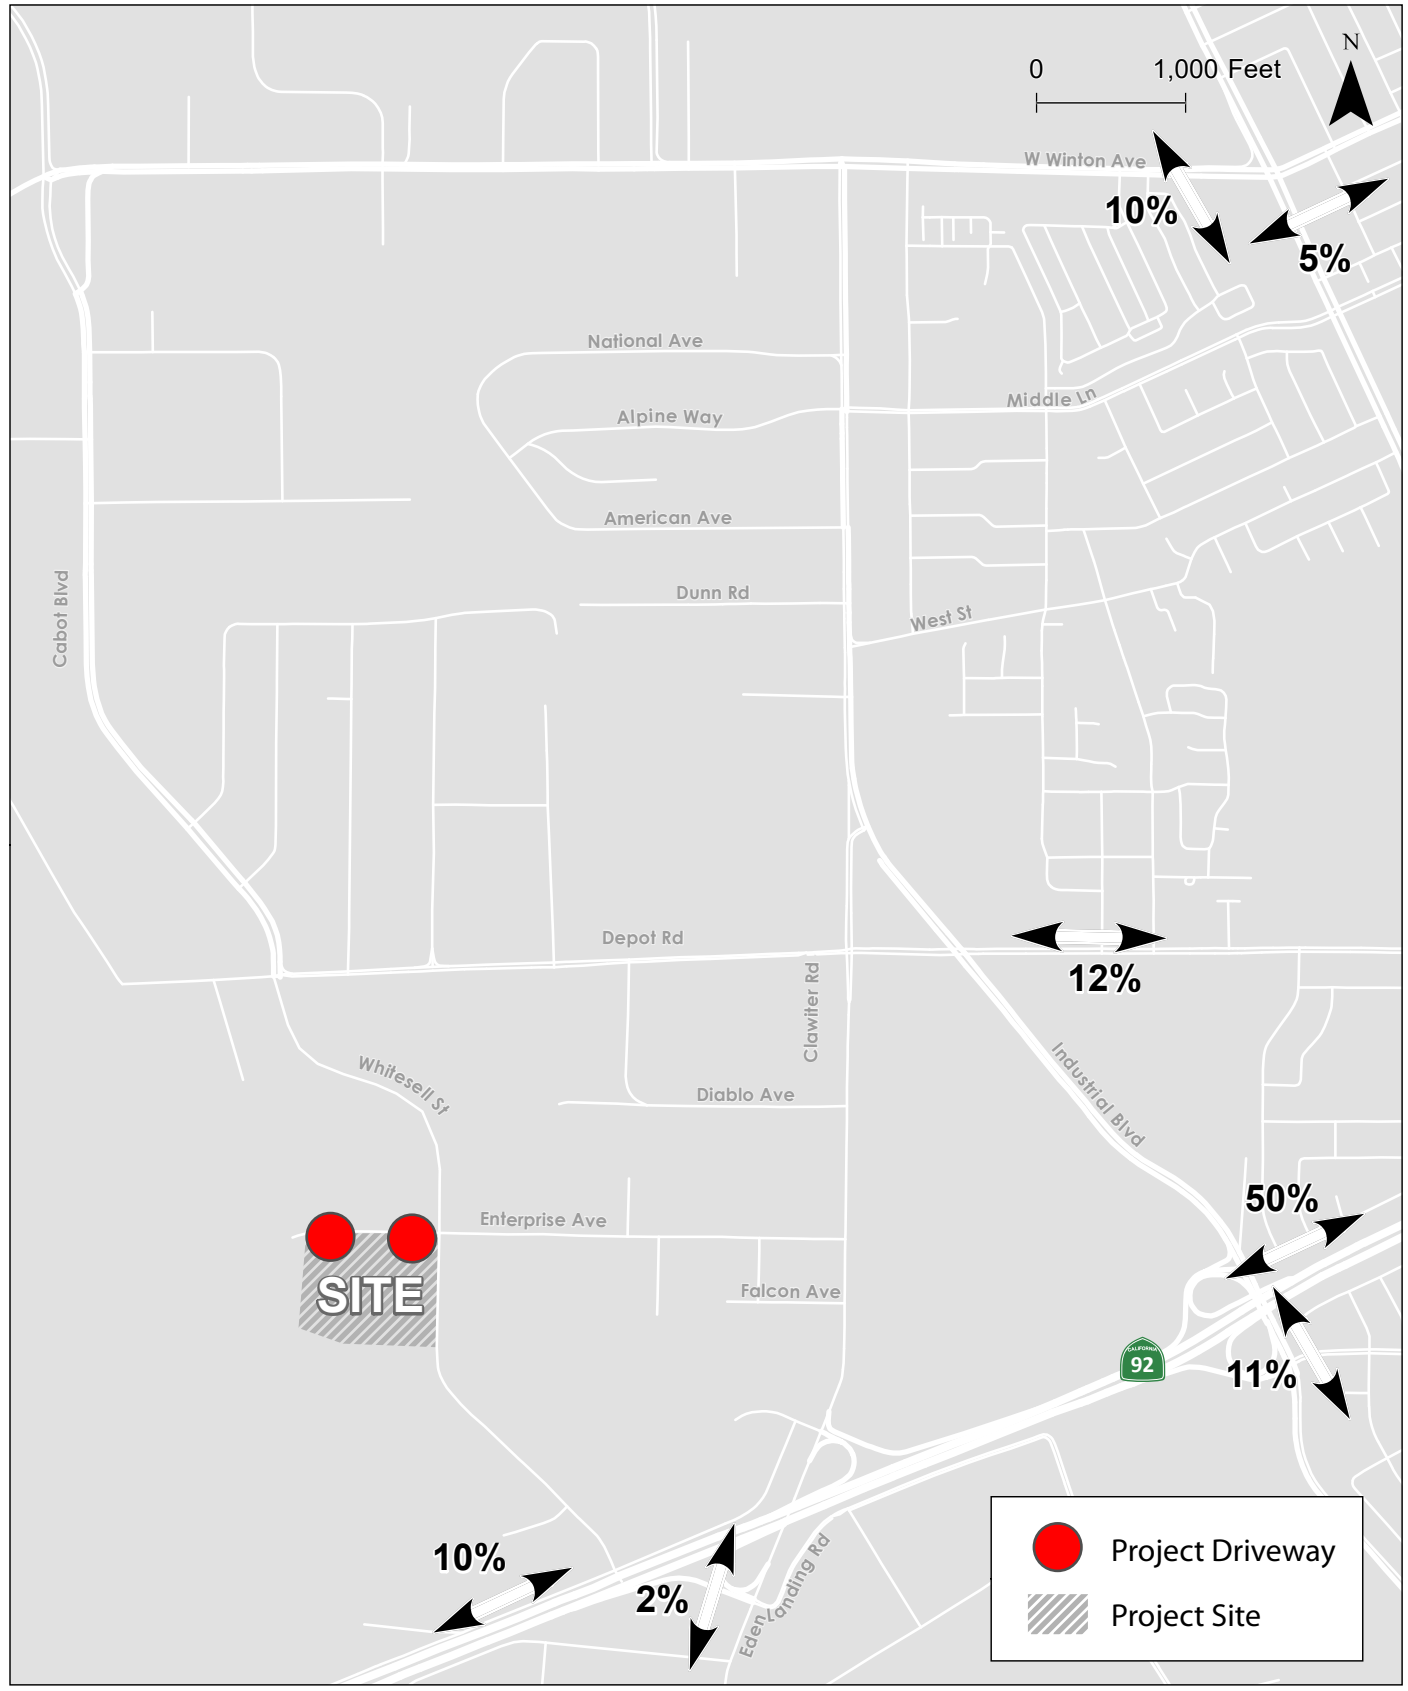 N
0 1,000 Feet
W Winton Ave
10%
5%
National Ave
Middle Ln
Alpine Way
American Ave
Cabot Blvd
Dunn Rd
West St
Depot Rd
12%
Clawiter Rd
Industrial Blvd
Whitesell St
Diablo Ave
50%
Enterprise Ave
SITE
Falcon Ave
CALIFORNIA
92
11%
10%
2%
Eden Landing Rd
Project Driveway
Project Site